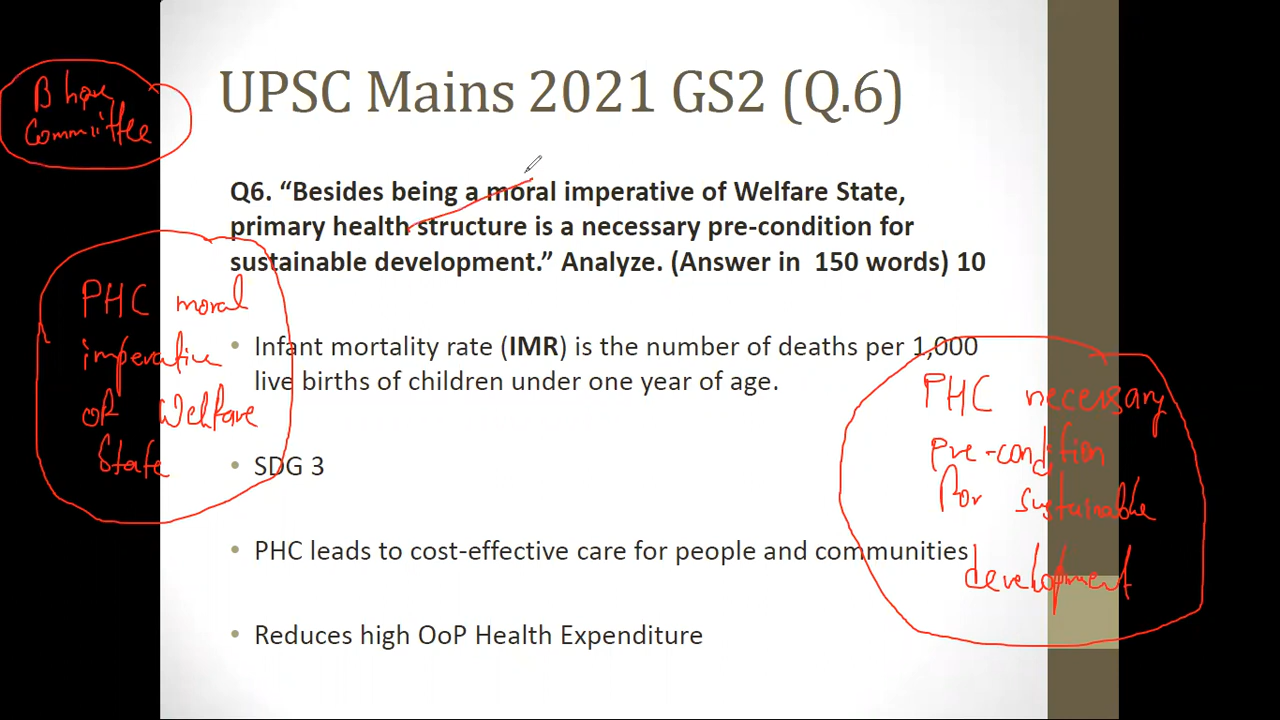 UPSC Mains 2021 GS2 (Q.6)
Bhore
Committee
Q6. “Besides being a moral imperative of Welfare State,
primary health structure is a necessary pre-condition for
sustainable development.” Analyze. (Answer in 150 words) 10
PHC moral
imperative
of Welfare
State
• Infant mortality rate (IMR) is the number of deaths per 1,000
live births of children under one year of age.
• SDG 3
• PHC leads to cost-effective care for people and communities
• Reduces high OoP Health Expenditure
PHC necessary
Pre-condition
for sustainable
development